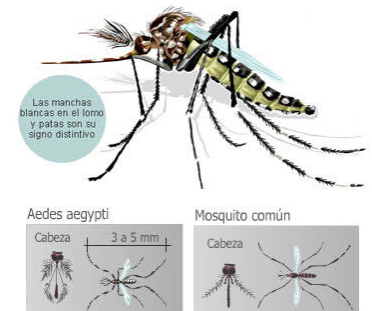 Las manchas
blancas en el lomo
y patas son su
signo distintivo
Aedes aegypti
Cabeza
3 a 5 mm
Mosquito común
Cabeza